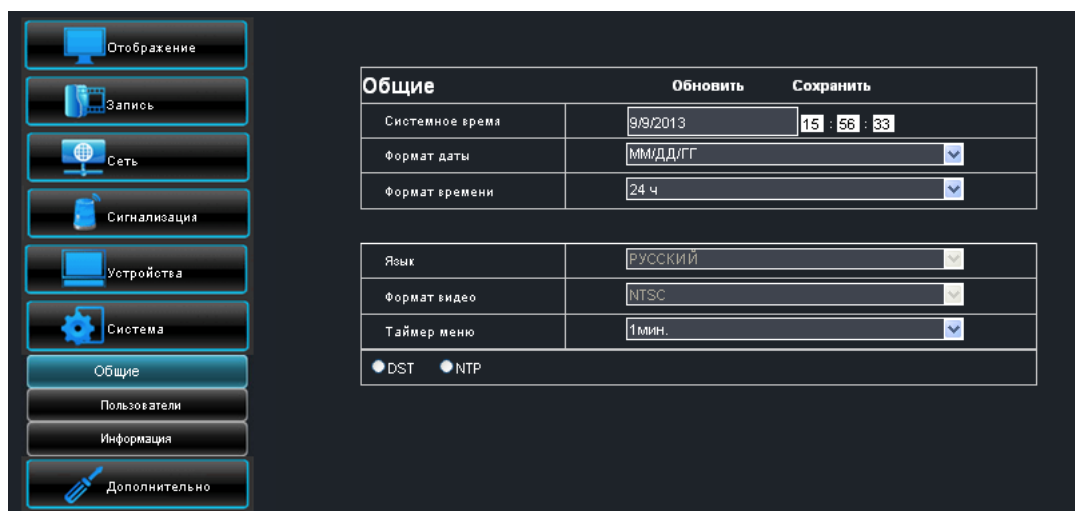 Отображение
Запись
Сеть
Сигнализация
Устройства
Система
Общие
Пользователи
Информация
Дополнительно
Общие Обновить Сохранить
Системное время 9/9/2013 15 : 56 : 33
Формат даты ММ/ДД/ГГ
Формат времени 24 ч
Язык РУССКИЙ
Формат видео NTSC
Таймер меню 1мин.
DST NTP